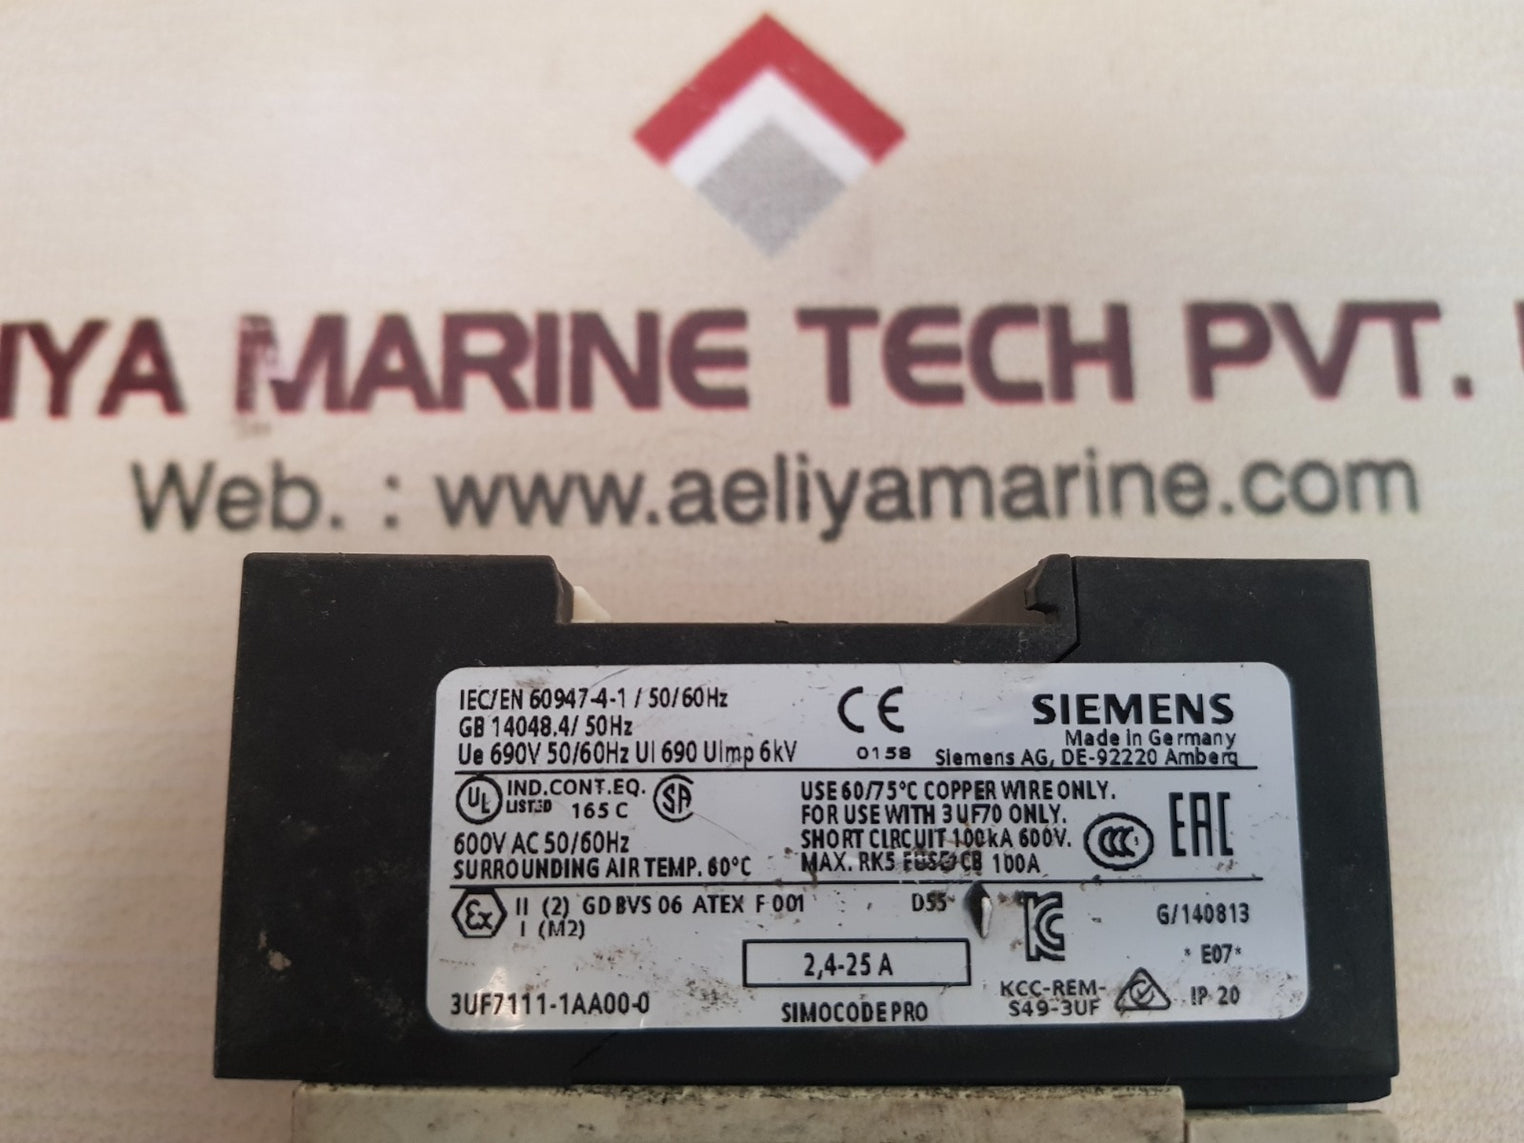 IYA MARINE TECH PVT.
Web. : www.aeliyamarine.com
IEC/EN 60947-4-1 / 50/60Hz
GB 14048.4/ 50Hz
Ue 690V 50/60Hz UI 690 UImp 6kV
CE
0158
SIEMENS
Made in Germany
Siemens AG, DE-92220 Amberg
UL IND.CONT.EQ.
LISTED 165 C
SA
600V AC 50/60Hz
SURROUNDING AIR TEMP. 60°C
USE 60/75°C COPPER WIRE ONLY.
FOR USE WITH 3UF70 ONLY.
SHORT CIRCUIT 100kA 600V.
MAX. RK5 FUSE/CB 100A
CCC
EAC
Ex II (2) GD BVS 06 ATEX F 001
I (M2)
D55
KC
G/140813
* E07*
2,4-25 A
KCC-REM-
S49-3UF
IP 20
3UF7111-1AA00-0
SIMOCODE PRO